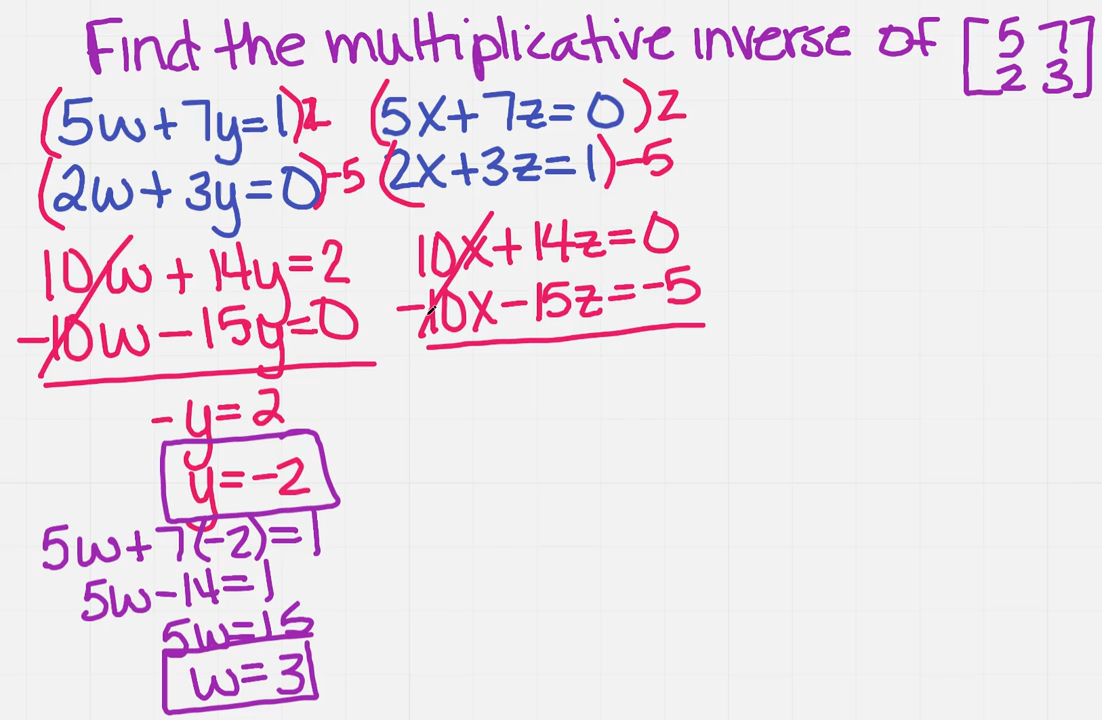 Find the multiplicative inverse of [5 7
2 3]
(5w+7y=1)2
(2w+3y=0)-5
10w+14y=2
-10w-15y=0
-y=2
y=-2
5w+7(-2)=1
5w-14=1
5w=15
w=3
(5x+7z=0)2
(2x+3z=1)-5
10x+14z=0
-10x-15z=-5